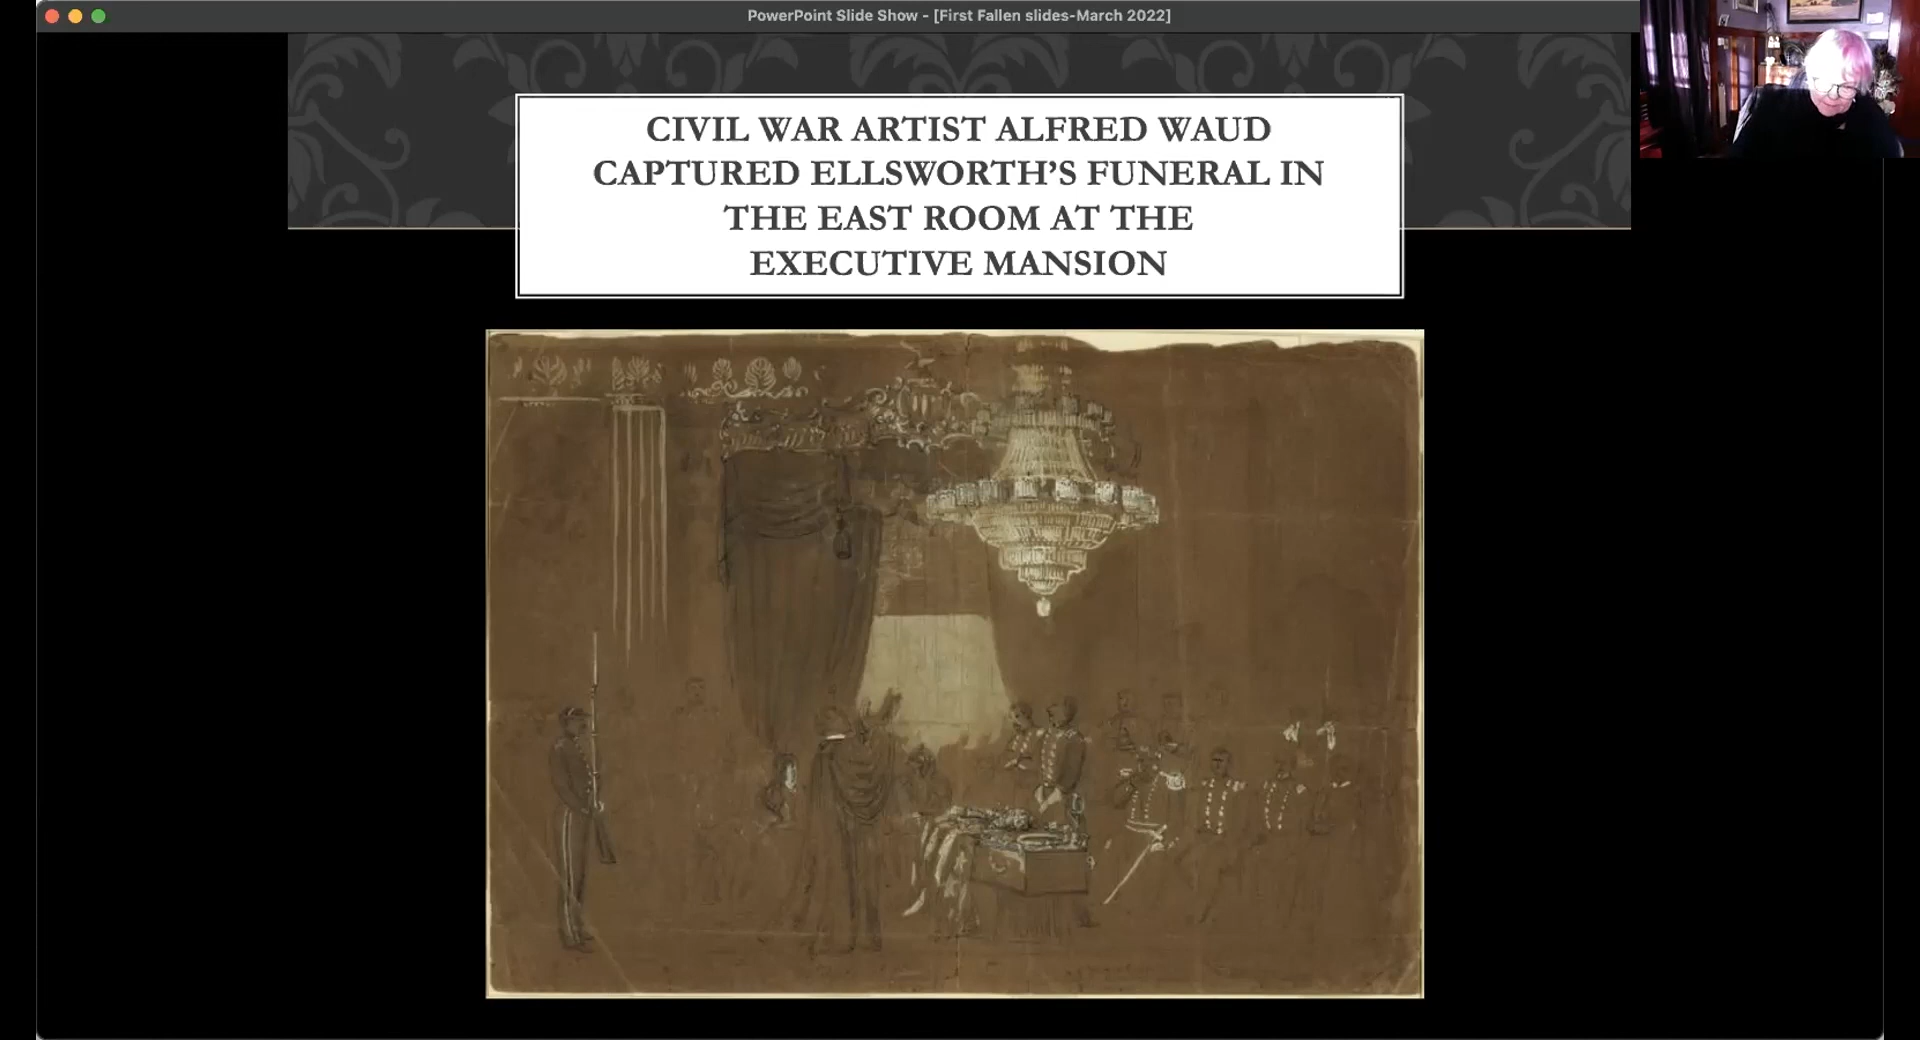 PowerPoint Slide Show - [First Fallen slides-March 2022]
CIVIL WAR ARTIST ALFRED WAUD
CAPTURED ELLSWORTH’S FUNERAL IN
THE EAST ROOM AT THE
EXECUTIVE MANSION